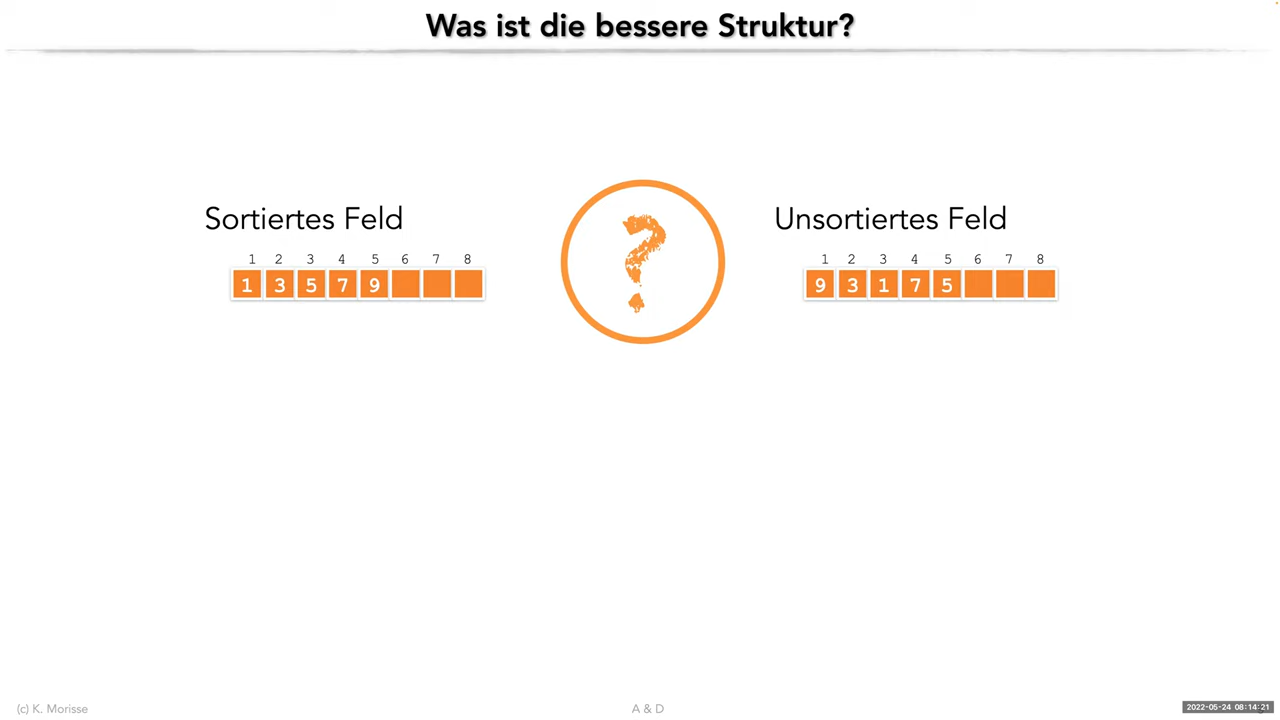 Was ist die bessere Struktur?
Sortiertes Feld
1 2 3 4 5 6 7 8
1 3 5 7 9
?
Unsortiertes Feld
1 2 3 4 5 6 7 8
9 3 1 7 5
(c) K. Morisse
A & D
2022-05-24 08:14:21